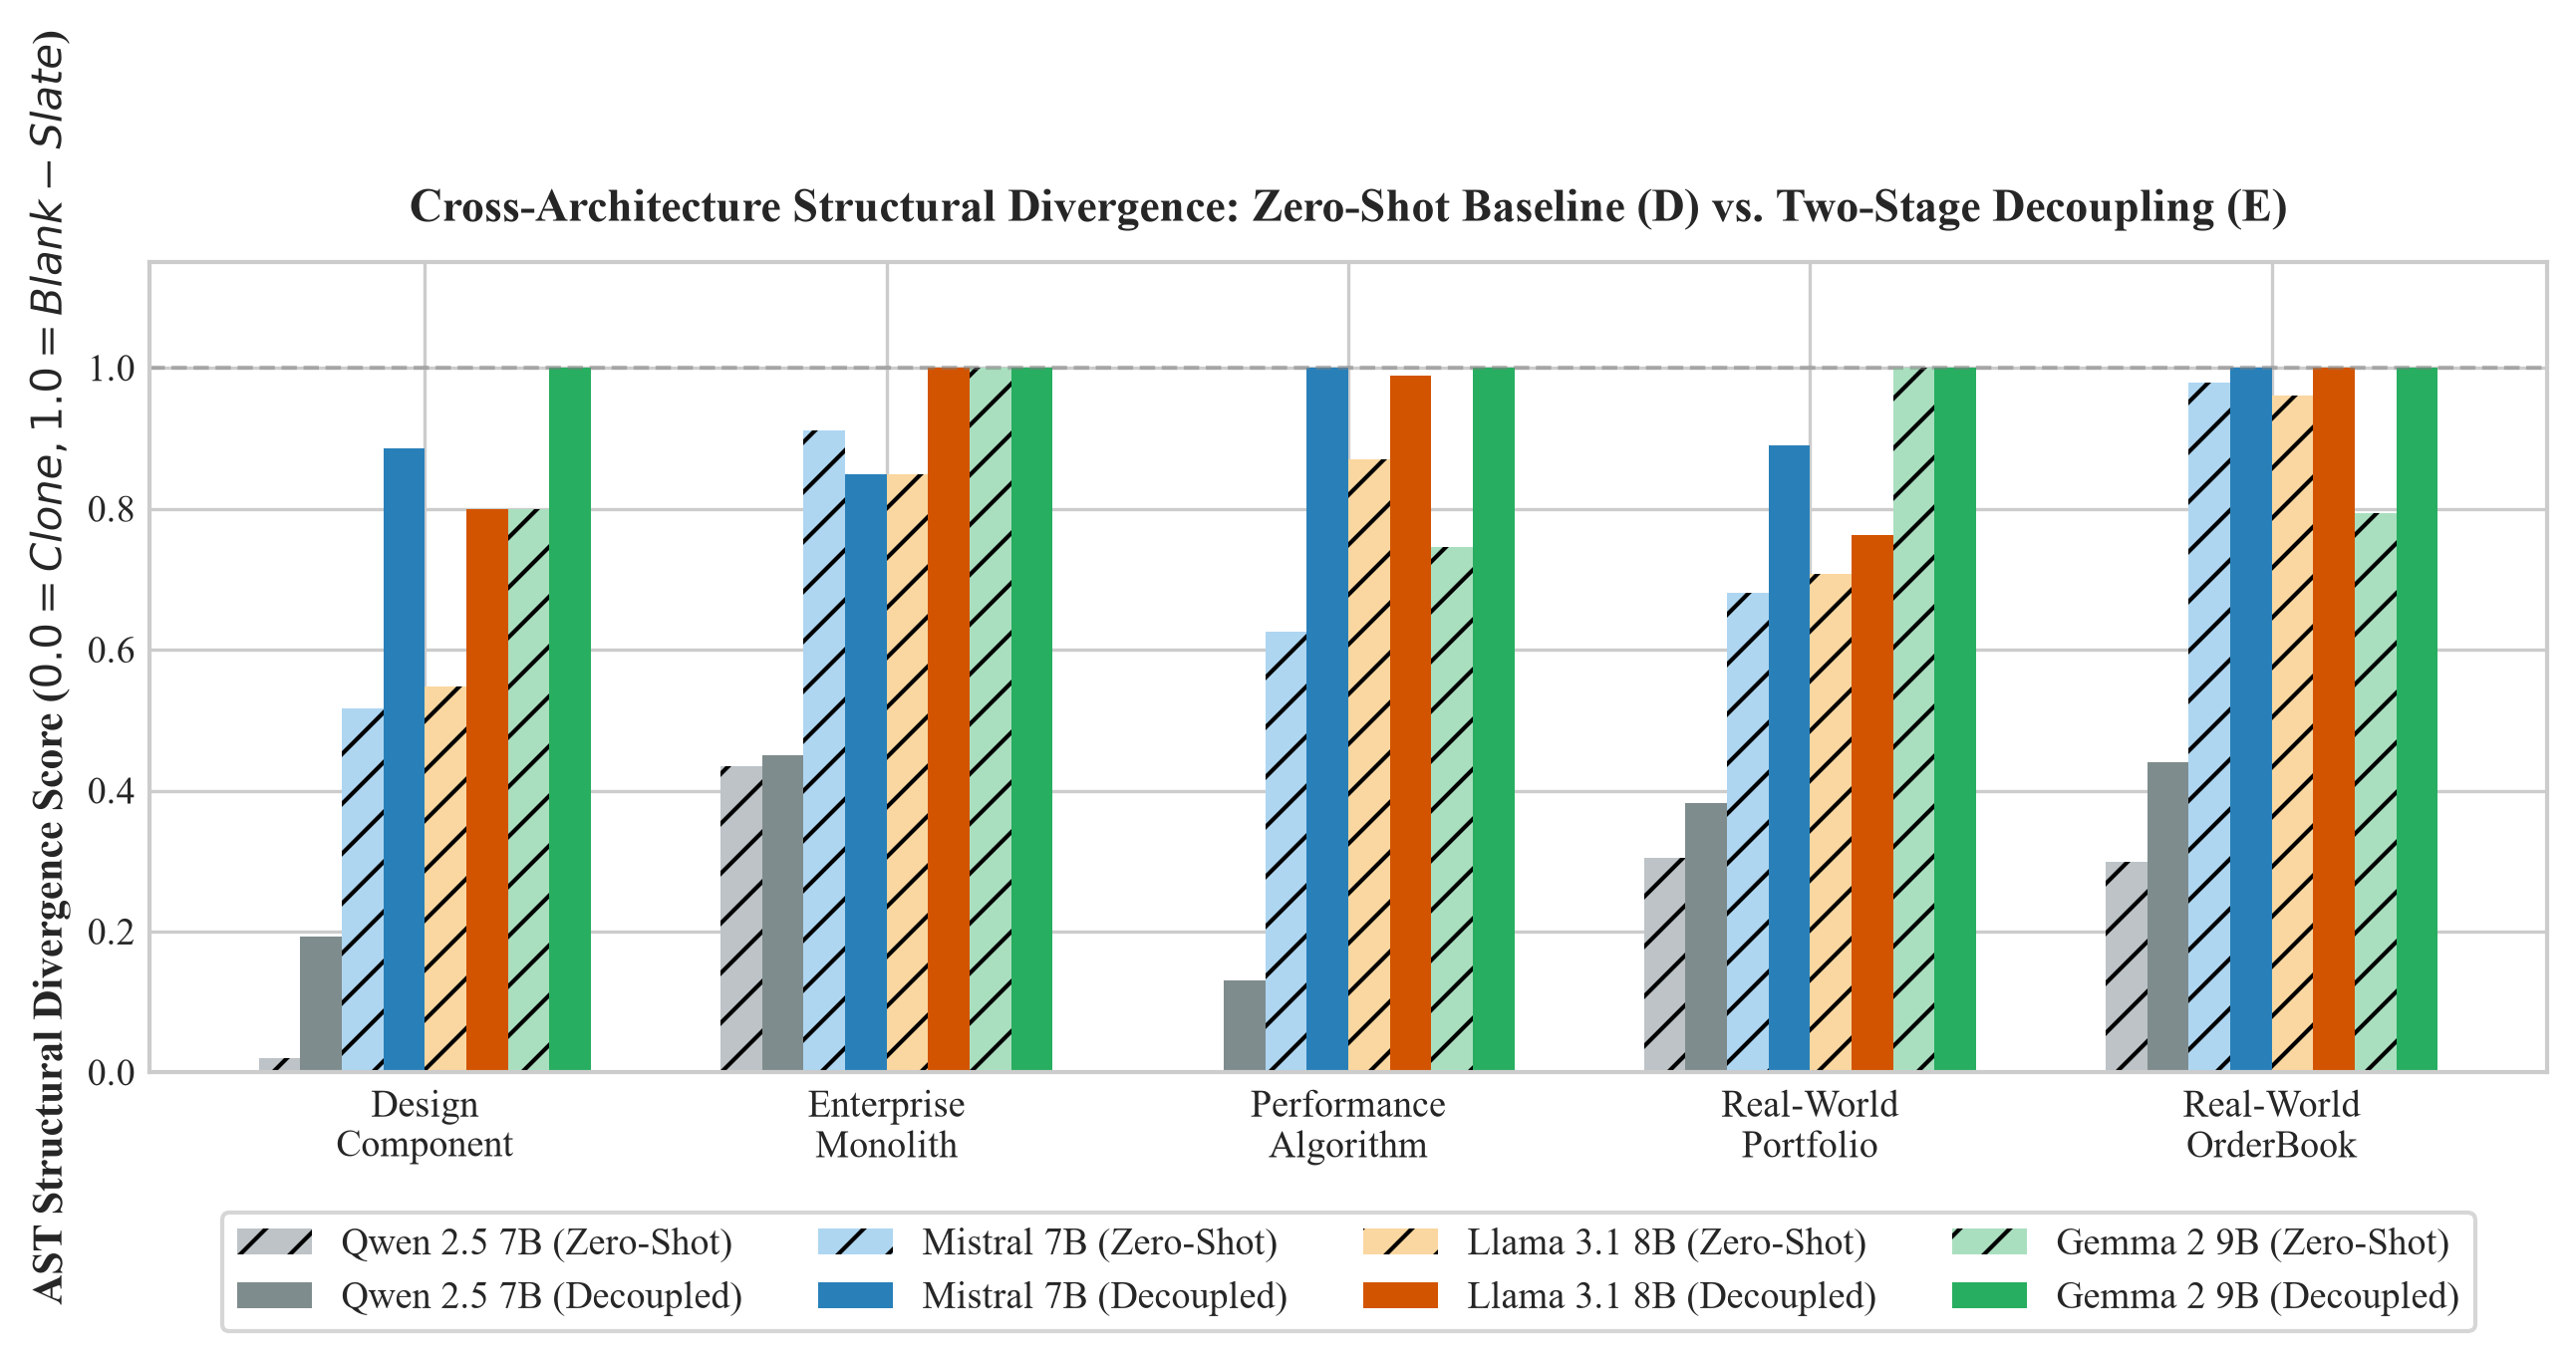 Cross-Architecture Structural Divergence: Zero-Shot Baseline (D) vs. Two-Stage Decoupling (E)
AST Structural Divergence Score (0.0 = Clone, 1.0 = Blank − Slate)
1.0
0.8
0.6
0.4
0.2
0.0
Design
Component
Enterprise
Monolith
Performance
Algorithm
Real-World
Portfolio
Real-World
OrderBook
Qwen 2.5 7B (Zero-Shot)
Qwen 2.5 7B (Decoupled)
Mistral 7B (Zero-Shot)
Mistral 7B (Decoupled)
Llama 3.1 8B (Zero-Shot)
Llama 3.1 8B (Decoupled)
Gemma 2 9B (Zero-Shot)
Gemma 2 9B (Decoupled)